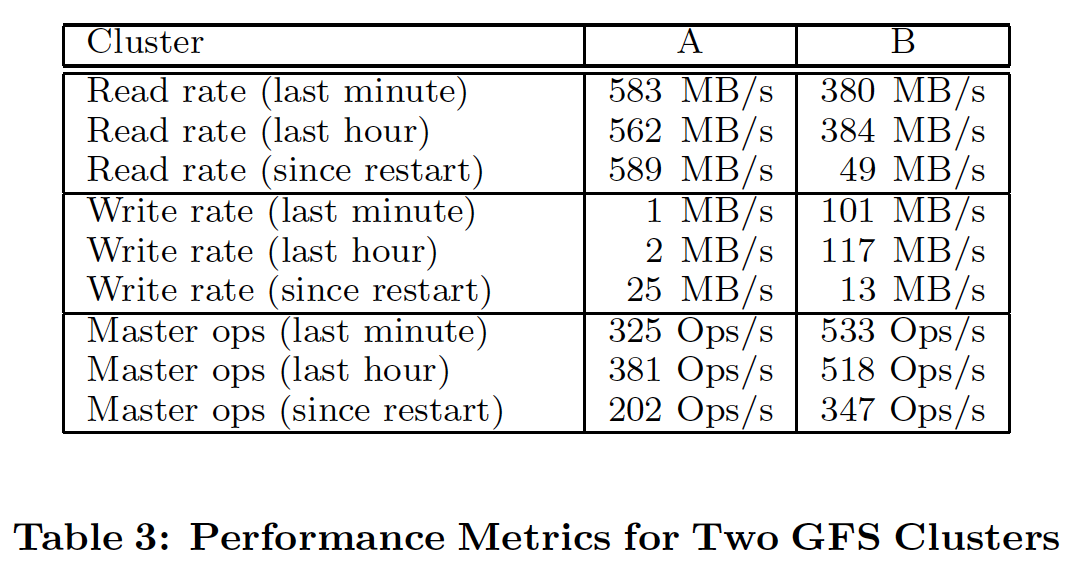 Cluster A B
Read rate (last minute) 583 MB/s 380 MB/s
Read rate (last hour) 562 MB/s 384 MB/s
Read rate (since restart) 589 MB/s 49 MB/s
Write rate (last minute) 1 MB/s 101 MB/s
Write rate (last hour) 2 MB/s 117 MB/s
Write rate (since restart) 25 MB/s 13 MB/s
Master ops (last minute) 325 Ops/s 533 Ops/s
Master ops (last hour) 381 Ops/s 518 Ops/s
Master ops (since restart) 202 Ops/s 347 Ops/s
Table 3: Performance Metrics for Two GFS Clusters